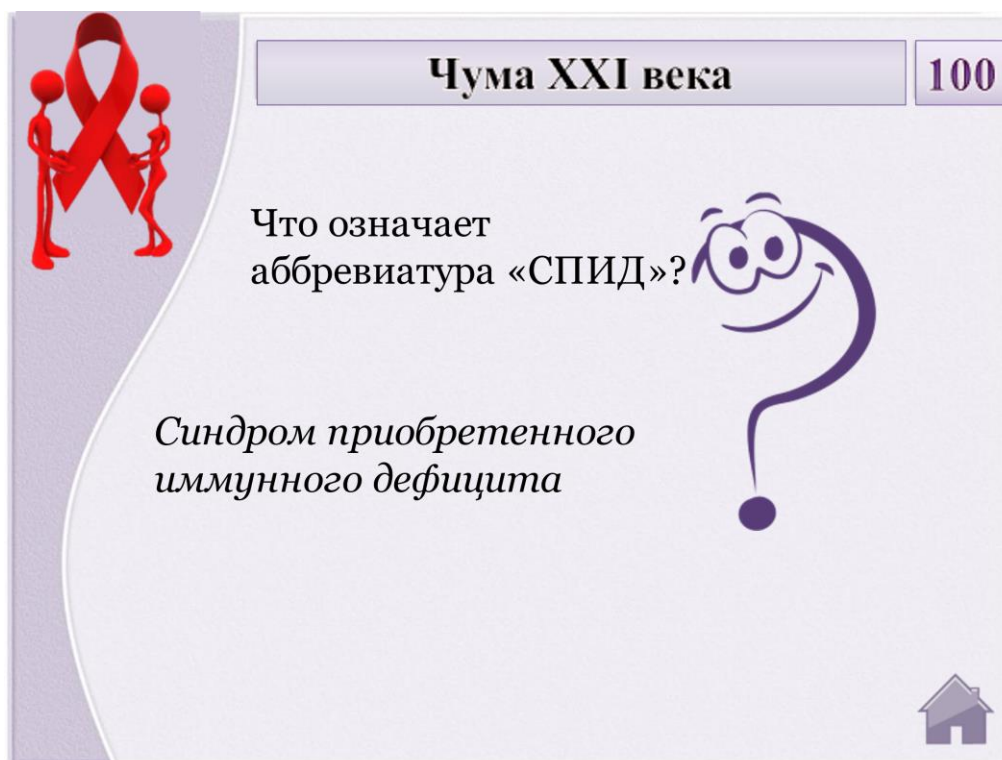 Чума XXI века
100
Что означает
аббревиатура «СПИД»?
Синдром приобретенного
иммунного дефицита